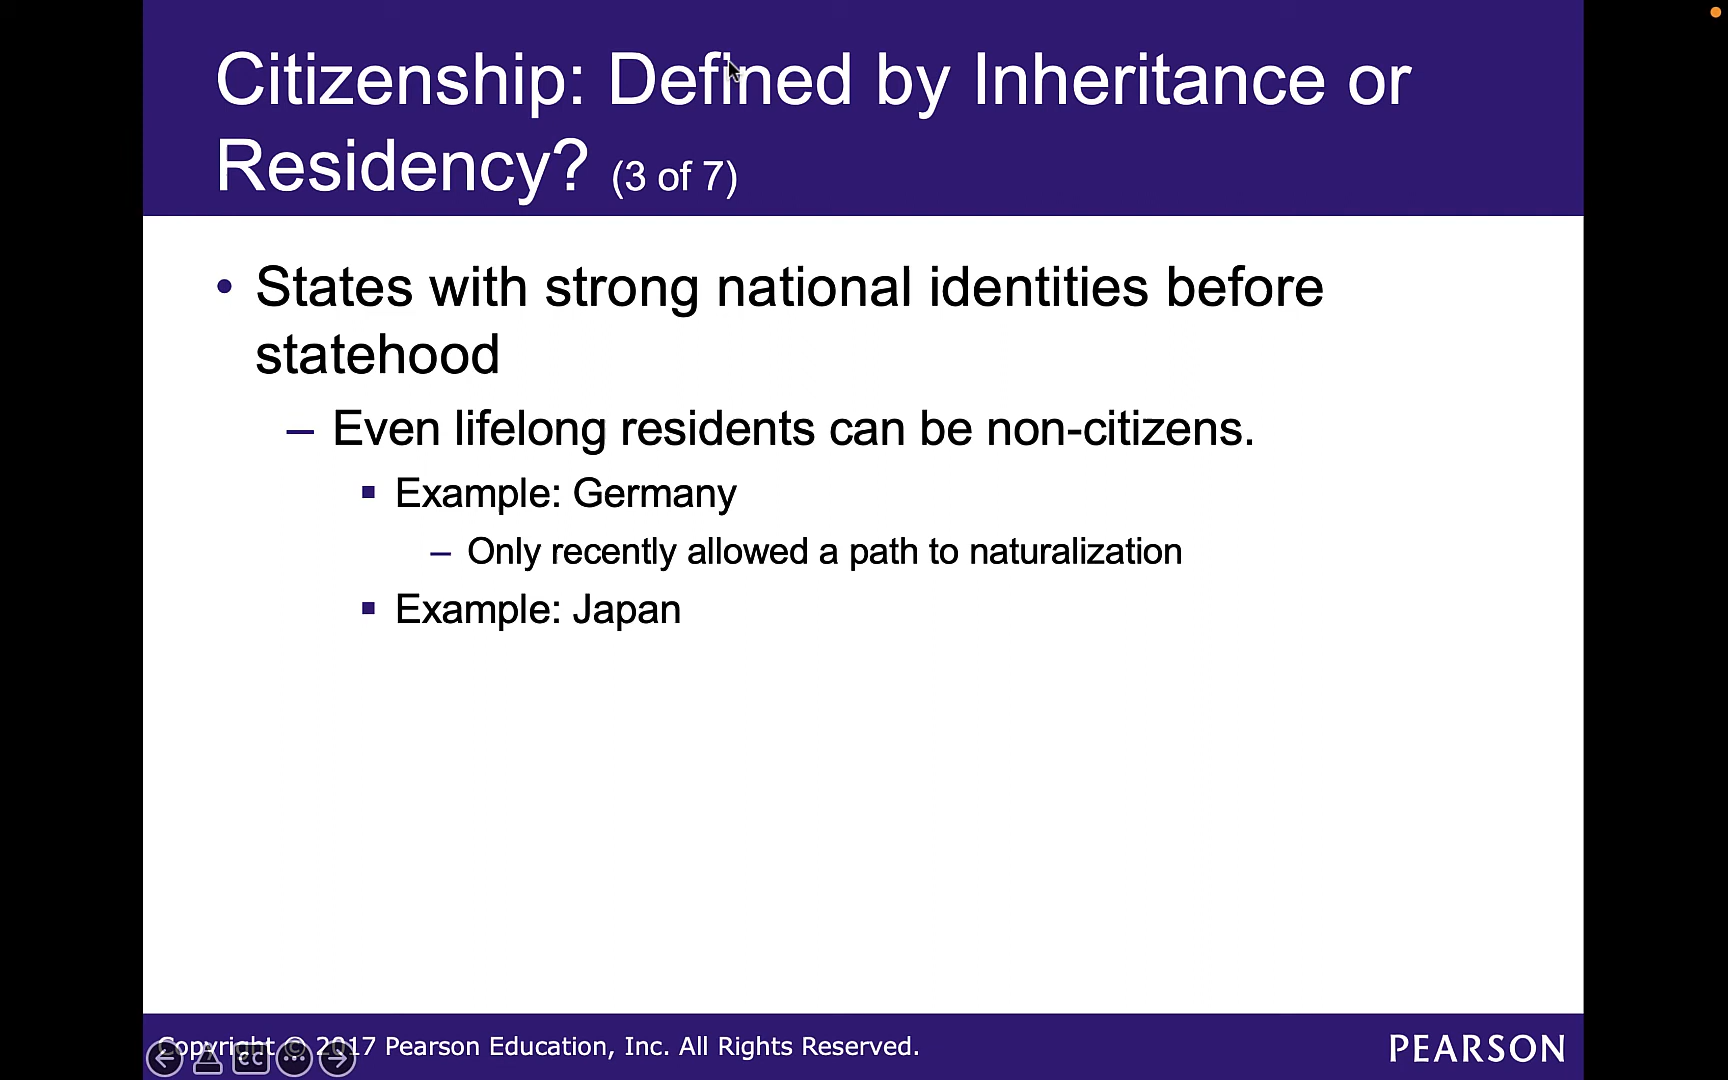 Citizenship: Defined by Inheritance or
Residency? (3 of 7)
• States with strong national identities before
statehood
– Even lifelong residents can be non-citizens.
▪ Example: Germany
– Only recently allowed a path to naturalization
▪ Example: Japan
Copyright © 2017 Pearson Education, Inc. All Rights Reserved.
CC
PEARSON